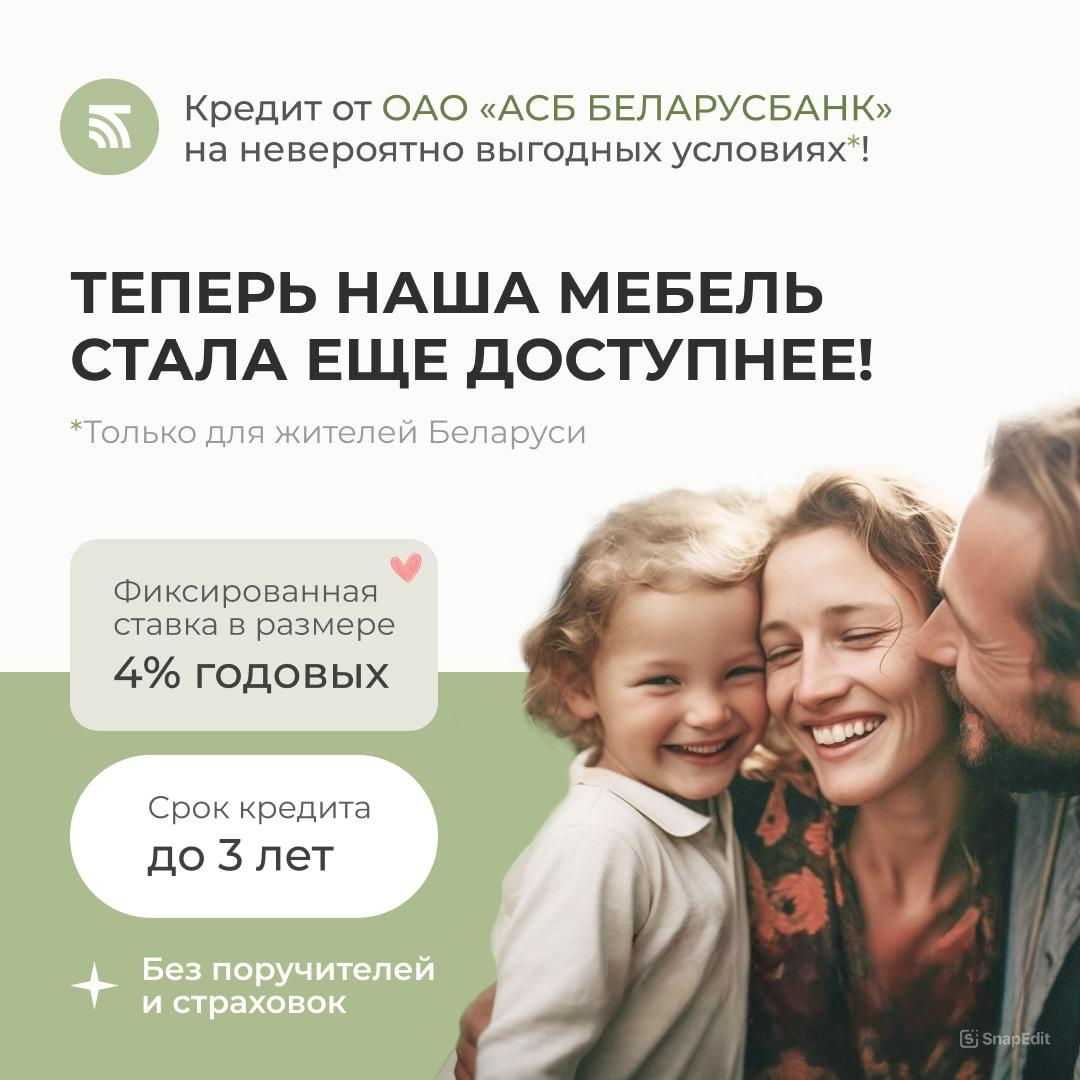 Кредит от ОАО «АСБ БЕЛАРУСБАНК»
на невероятно выгодных условиях*!
ТЕПЕРЬ НАША МЕБЕЛЬ
СТАЛА ЕЩЕ ДОСТУПНЕЕ!
*Только для жителей Беларуси
Фиксированная
ставка в размере
4% годовых
Срок кредита
до 3 лет
Без поручителей
и страховок
SnapEdit